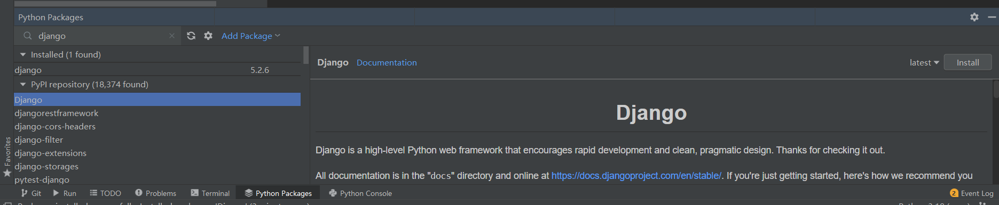 Python Packages
django
Add Package
Installed (1 found)
django 5.2.6
PyPI repository (18,374 found)
Django
djangorestframework
django-cors-headers
django-filter
django-extensions
django-storages
pytest-django
Django Documentation
latest Install
Django
Django is a high-level Python web framework that encourages rapid development and clean, pragmatic design. Thanks for checking it out.
All documentation is in the "docs" directory and online at https://docs.djangoproject.com/en/stable/. If you're just getting started, here's how we recommend you
Favorites
Git Run TODO Problems Terminal Python Packages Python Console 2 Event Log